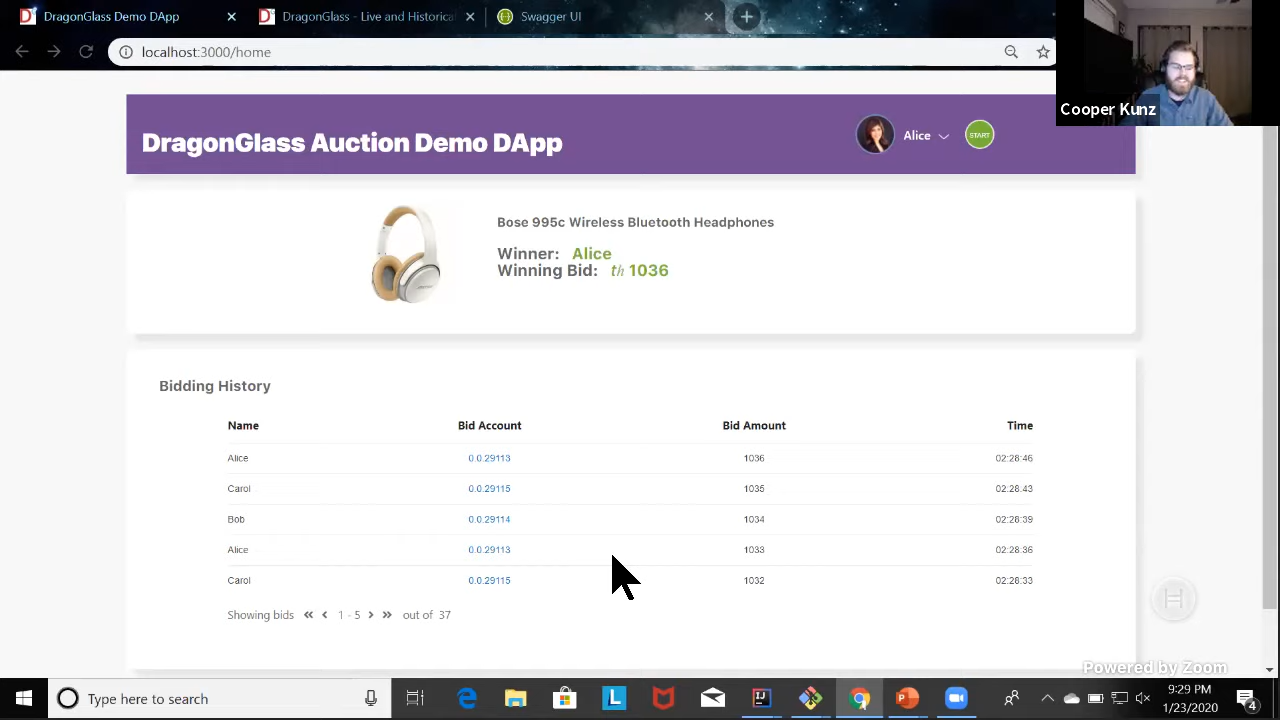 DragonGlass Demo DApp
DragonGlass - Live and Historica
Swagger UI
localhost:3000/home
Cooper Kunz
DragonGlass Auction Demo DApp
Alice
START
Bose 995c Wireless Bluetooth Headphones
Winner: Alice
Winning Bid: th 1036
Bidding History
Name Bid Account Bid Amount Time
Alice 0.0.29113 1036 02:28:46
Carol 0.0.29115 1035 02:28:43
Bob 0.0.29114 1034 02:28:39
Alice 0.0.29113 1033 02:28:36
Carol 0.0.29115 1032 02:28:33
Showing bids 1 - 5 out of 37
Powered by Zoom
Type here to search
9:29 PM
1/23/2020
4